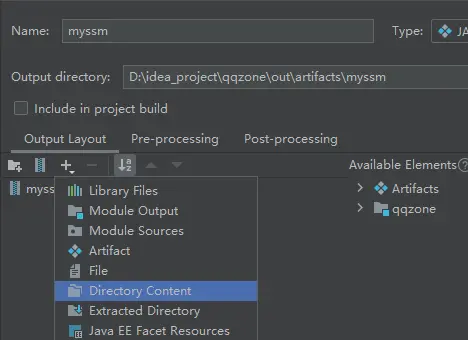 Name: myssm Type: JA
Output directory: D:\idea_project\qqzone\out\artifacts\myssm
Include in project build
Output Layout Pre-processing Post-processing
Available Elements
myss
Library Files
Module Output
Module Sources
Artifact
File
Directory Content
Extracted Directory
Java EE Facet Resources
Artifacts
qqzone